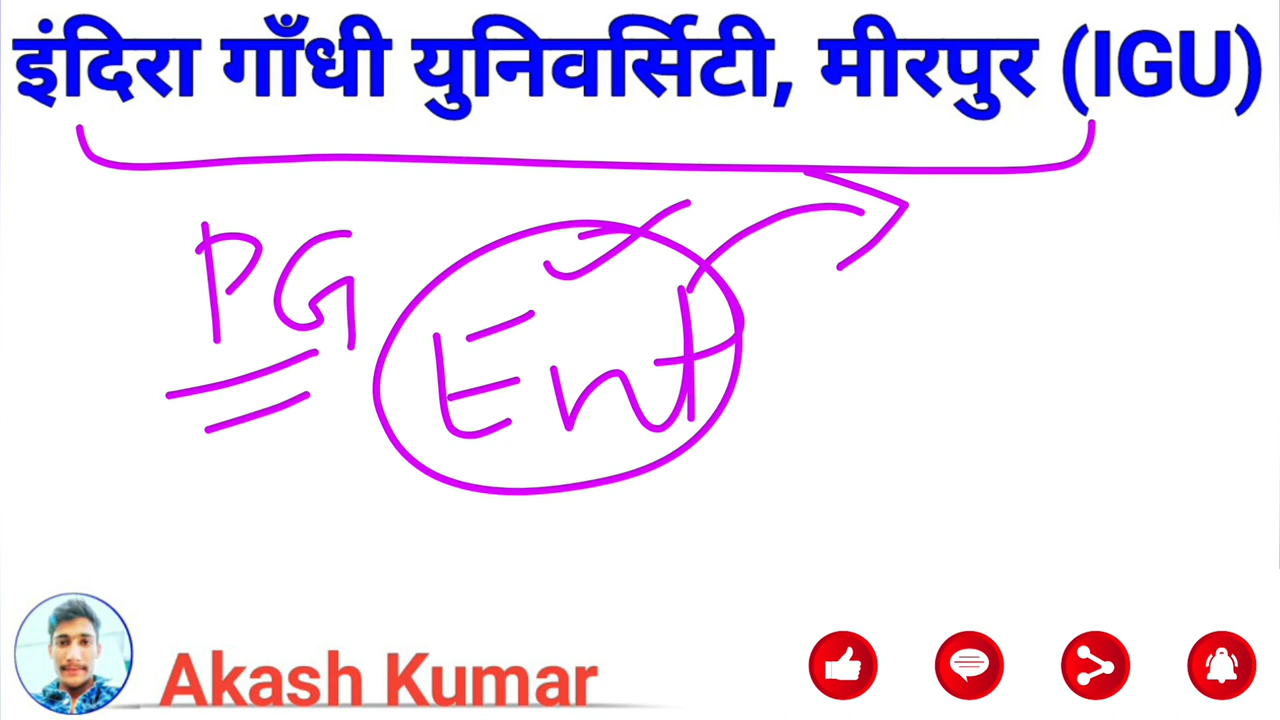 इंदिरा गाँधी युनिवर्सिटी, मीरपुर (IGU)
PG Ent
Akash Kumar